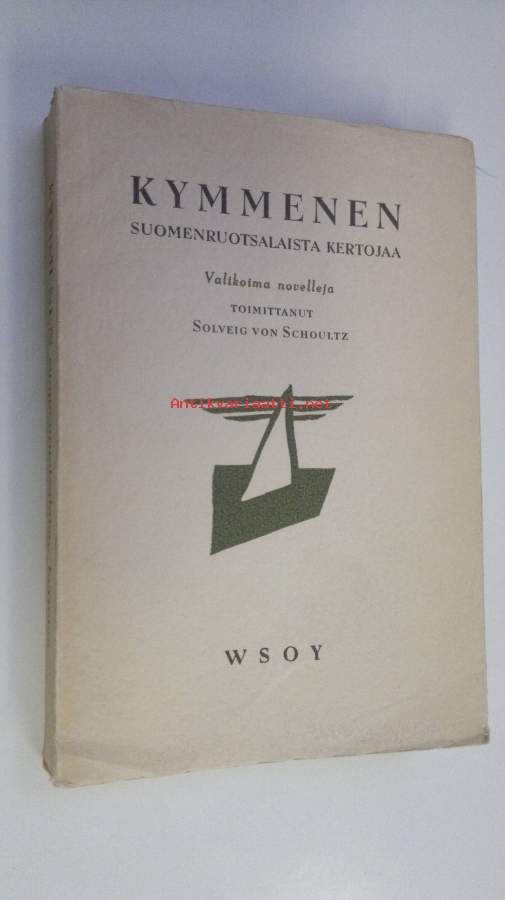 KYMMENEN
SUOMENRUOTSALAISTA KERTOJAA
Valikoima novelleja
TOIMITTANUT
SOLVEIG VON SCHOULTZ
Antikvariaatti.net
WSOY